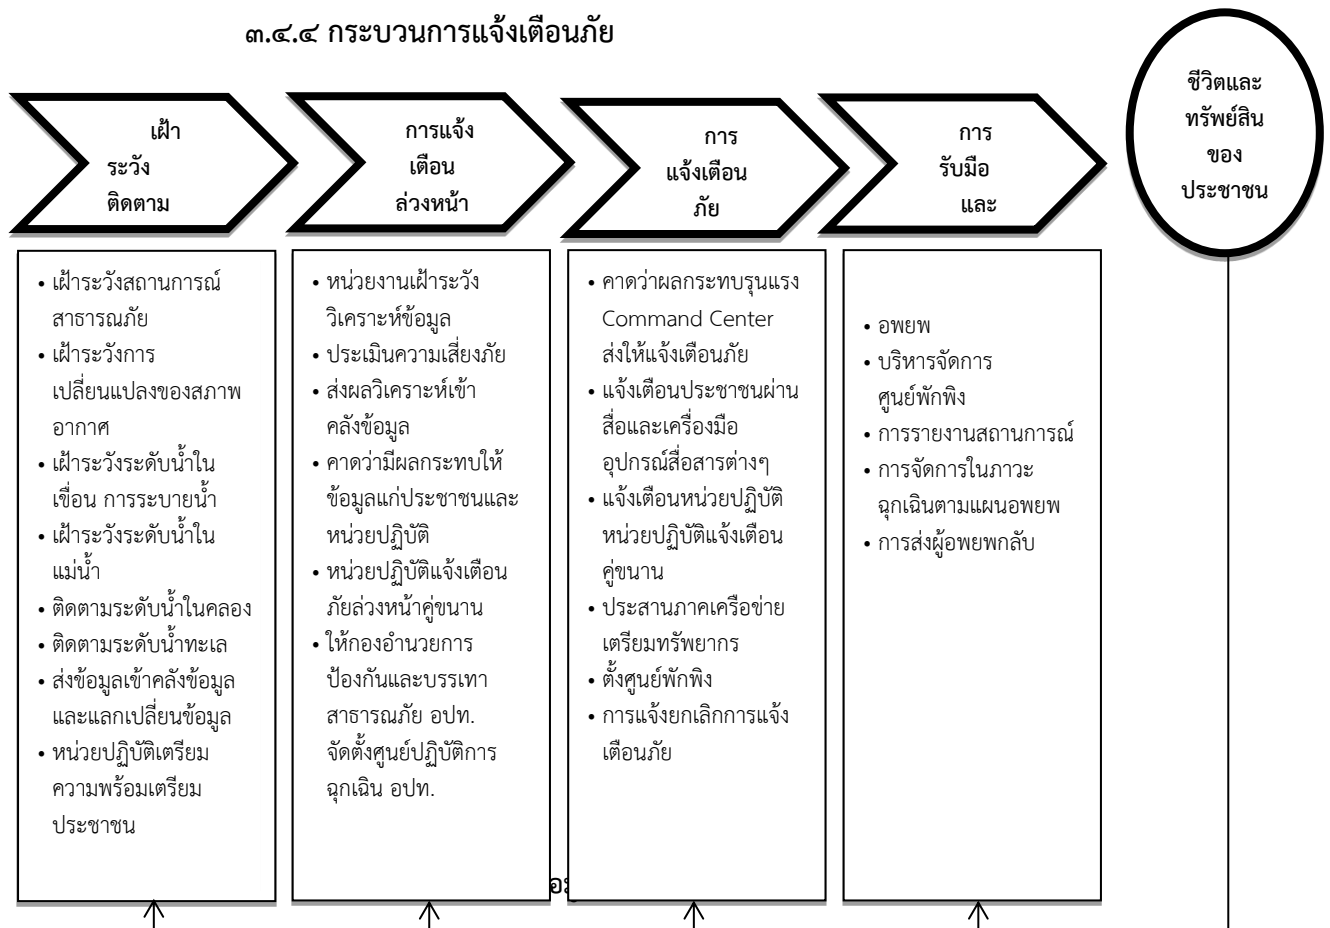 ๓.๔.๔ กระบวนการแจ้งเตือนภัย
เฝ้า
ระวัง
ติดตาม
การแจ้ง
เตือน
ล่วงหน้า
การ
แจ้งเตือน
ภัย
การ
รับมือ
และ
ชีวิตและ
ทรัพย์สิน
ของ
ประชาชน
• เฝ้าระวังสถานการณ์
สาธารณภัย
• เฝ้าระวังการ
เปลี่ยนแปลงของสภาพ
อากาศ
• เฝ้าระวังระดับน้ำใน
เขื่อน การระบายน้ำ
• เฝ้าระวังระดับน้ำใน
แม่น้ำ
• ติดตามระดับน้ำในคลอง
• ติดตามระดับน้ำทะเล
• ส่งข้อมูลเข้าคลังข้อมูล
และแลกเปลี่ยนข้อมูล
• หน่วยปฏิบัติเตรียม
ความพร้อมเตรียม
ประชาชน
• หน่วยงานเฝ้าระวัง
วิเคราะห์ข้อมูล
• ประเมินความเสี่ยงภัย
• ส่งผลวิเคราะห์เข้า
คลังข้อมูล
• คาดว่ามีผลกระทบให้
ข้อมูลแก่ประชาชนและ
หน่วยปฏิบัติ
• หน่วยปฏิบัติแจ้งเตือน
ภัยล่วงหน้าคู่ขนาน
• ให้กองอำนวยการ
ป้องกันและบรรเทา
สาธารณภัย อปท.
จัดตั้งศูนย์ปฏิบัติการ
ฉุกเฉิน อปท.
• คาดว่าผลกระทบรุนแรง
Command Center
ส่งให้แจ้งเตือนภัย
• แจ้งเตือนประชาชนผ่าน
สื่อและเครื่องมือ
อุปกรณ์สื่อสารต่างๆ
• แจ้งเตือนหน่วยปฏิบัติ
หน่วยปฏิบัติแจ้งเตือน
คู่ขนาน
• ประสานภาคเครือข่าย
เตรียมทรัพยากร
• ตั้งศูนย์พักพิง
• การแจ้งยกเลิกการแจ้ง
เตือนภัย
• อพยพ
• บริหารจัดการ
ศูนย์พักพิง
• การรายงานสถานการณ์
• การจัดการในภาวะ
ฉุกเฉินตามแผนอพยพ
• การส่งผู้อพยพกลับ